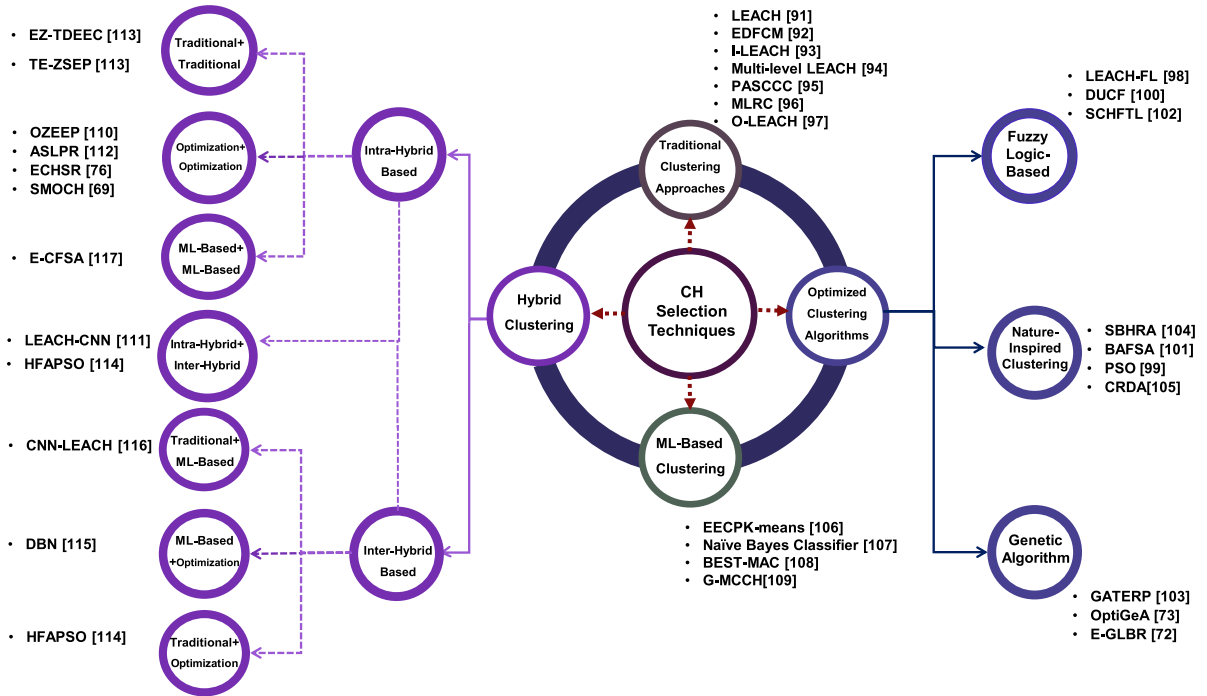 • EZ-TDEEC [113]
• TE-ZSEP [113]
Traditional+
Traditional
• OZEEP [110]
• ASLPR [112]
• ECHSR [76]
• SMOCH [69]
Optimization+
Optimization
• E-CFSA [117]
ML-Based+
ML-Based
• LEACH-CNN [111]
• HFAPSO [114]
Intra-Hybrid+
Inter-Hybrid
• CNN-LEACH [116]
Traditional+
ML-Based
• DBN [115]
ML-Based
+Optimization
• HFAPSO [114]
Traditional+
Optimization
Intra-Hybrid
Based
Inter-Hybrid
Based
Hybrid
Clustering
• LEACH [91]
• EDFCM [92]
• I-LEACH [93]
• Multi-level LEACH [94]
• PASCCC [95]
• MLRC [96]
• O-LEACH [97]
Traditional
Clustering
Approaches
CH
Selection
Techniques
Optimized
Clustering
Algorithms
ML-Based
Clustering
• EECPK-means [106]
• Naïve Bayes Classifier [107]
• BEST-MAC [108]
• G-MCCH[109]
• LEACH-FL [98]
• DUCF [100]
• SCHFTL [102]
Fuzzy
Logic-
Based
Nature-
Inspired
Clustering
• SBHRA [104]
• BAFSA [101]
• PSO [99]
• CRDA[105]
Genetic
Algorithm
• GATERP [103]
• OptiGeA [73]
• E-GLBR [72]